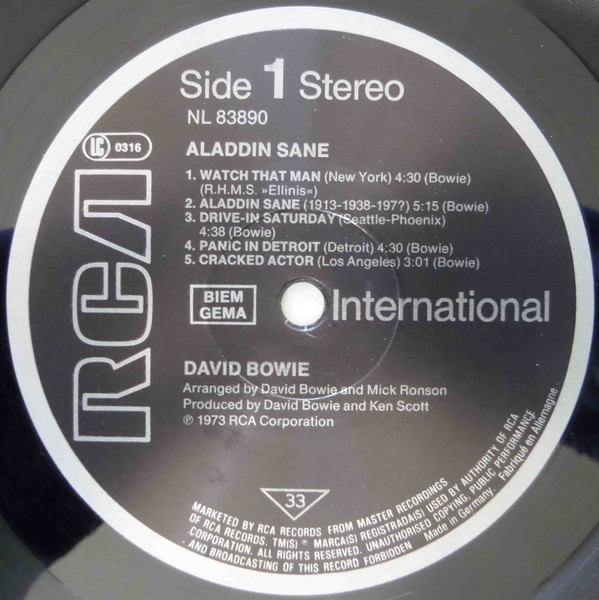 Side 1 Stereo
NL 83890
LC 0316
ALADDIN SANE
1. WATCH THAT MAN (New York) 4:30 (Bowie)
(R.H.M.S. »Ellinis«)
2. ALADDIN SANE (1913-1938-197?) 5:15 (Bowie)
3. DRIVE-IN SATURDAY (Seattle-Phoenix)
4:38 (Bowie)
4. PANIC IN DETROIT (Detroit) 4:30 (Bowie)
5. CRACKED ACTOR (Los Angeles) 3:01 (Bowie)
RCA
BIEM
GEMA
International
DAVID BOWIE
Arranged by David Bowie and Mick Ronson
Produced by David Bowie and Ken Scott
℗ 1973 RCA Corporation
33
MARKETED BY RCA RECORDS FROM MASTER RECORDINGS
OF RCA RECORDS. TM(S) ® MARCA(S) REGISTRADA(S) USED BY AUTHORITY OF RCA
CORPORATION. ALL RIGHTS RESERVED. UNAUTHORISED COPYING, PUBLIC PERFORMANCE
AND BROADCASTING OF THIS RECORD FORBIDDEN Made in Germany. Fabriqué en Allemagne